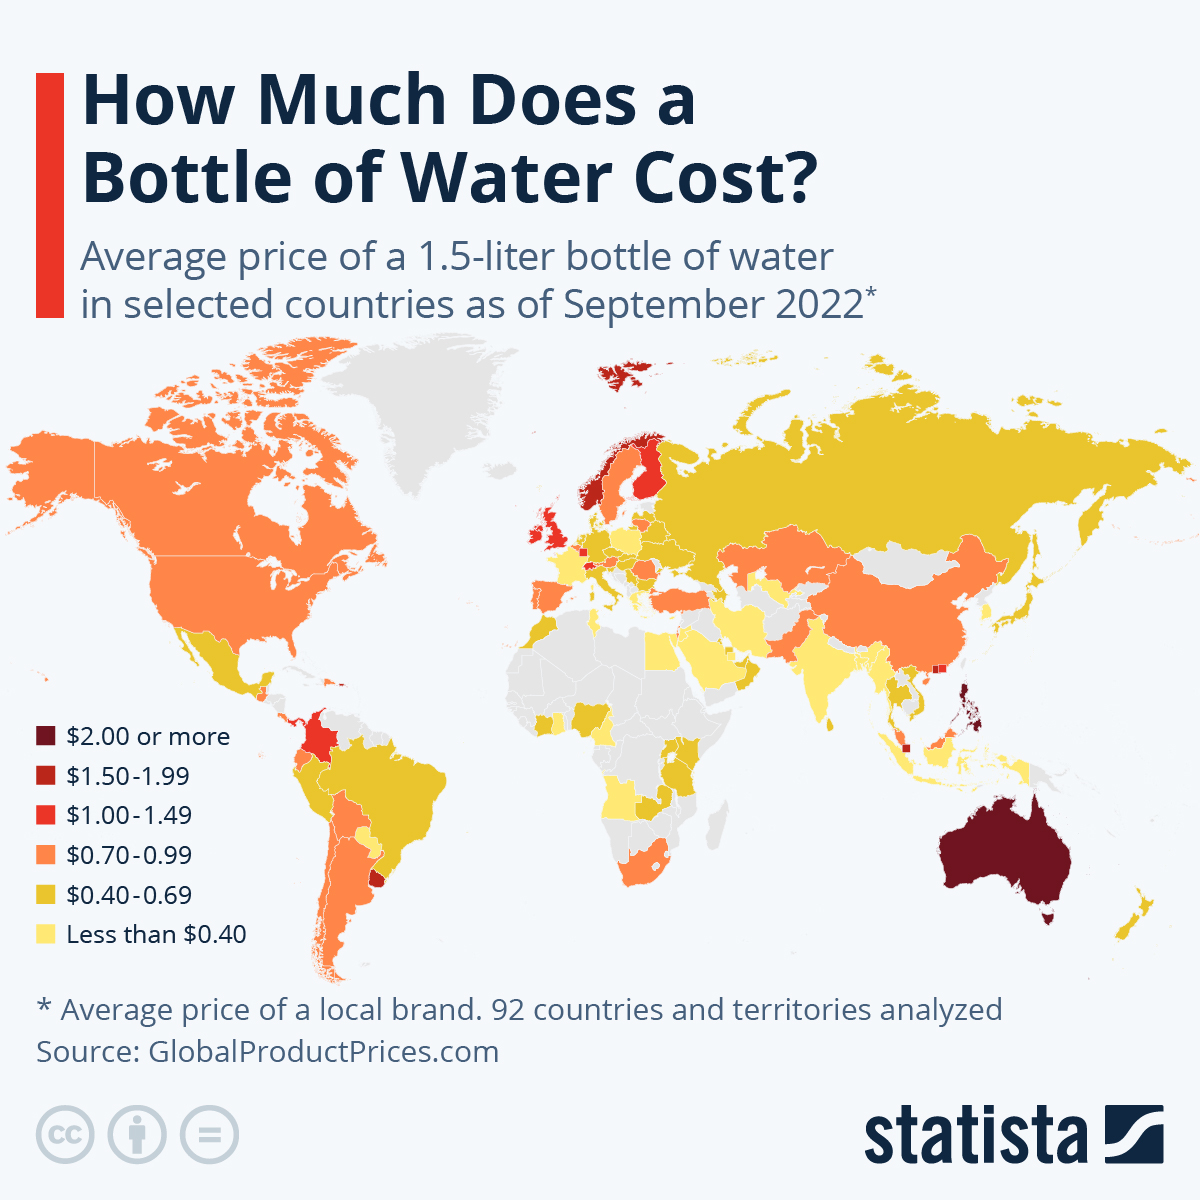 How Much Does a
Bottle of Water Cost?
Average price of a 1.5-liter bottle of water
in selected countries as of September 2022*
$2.00 or more
$1.50-1.99
$1.00-1.49
$0.70-0.99
$0.40-0.69
Less than $0.40
* Average price of a local brand. 92 countries and territories analyzed
Source: GlobalProductPrices.com
cc
statista